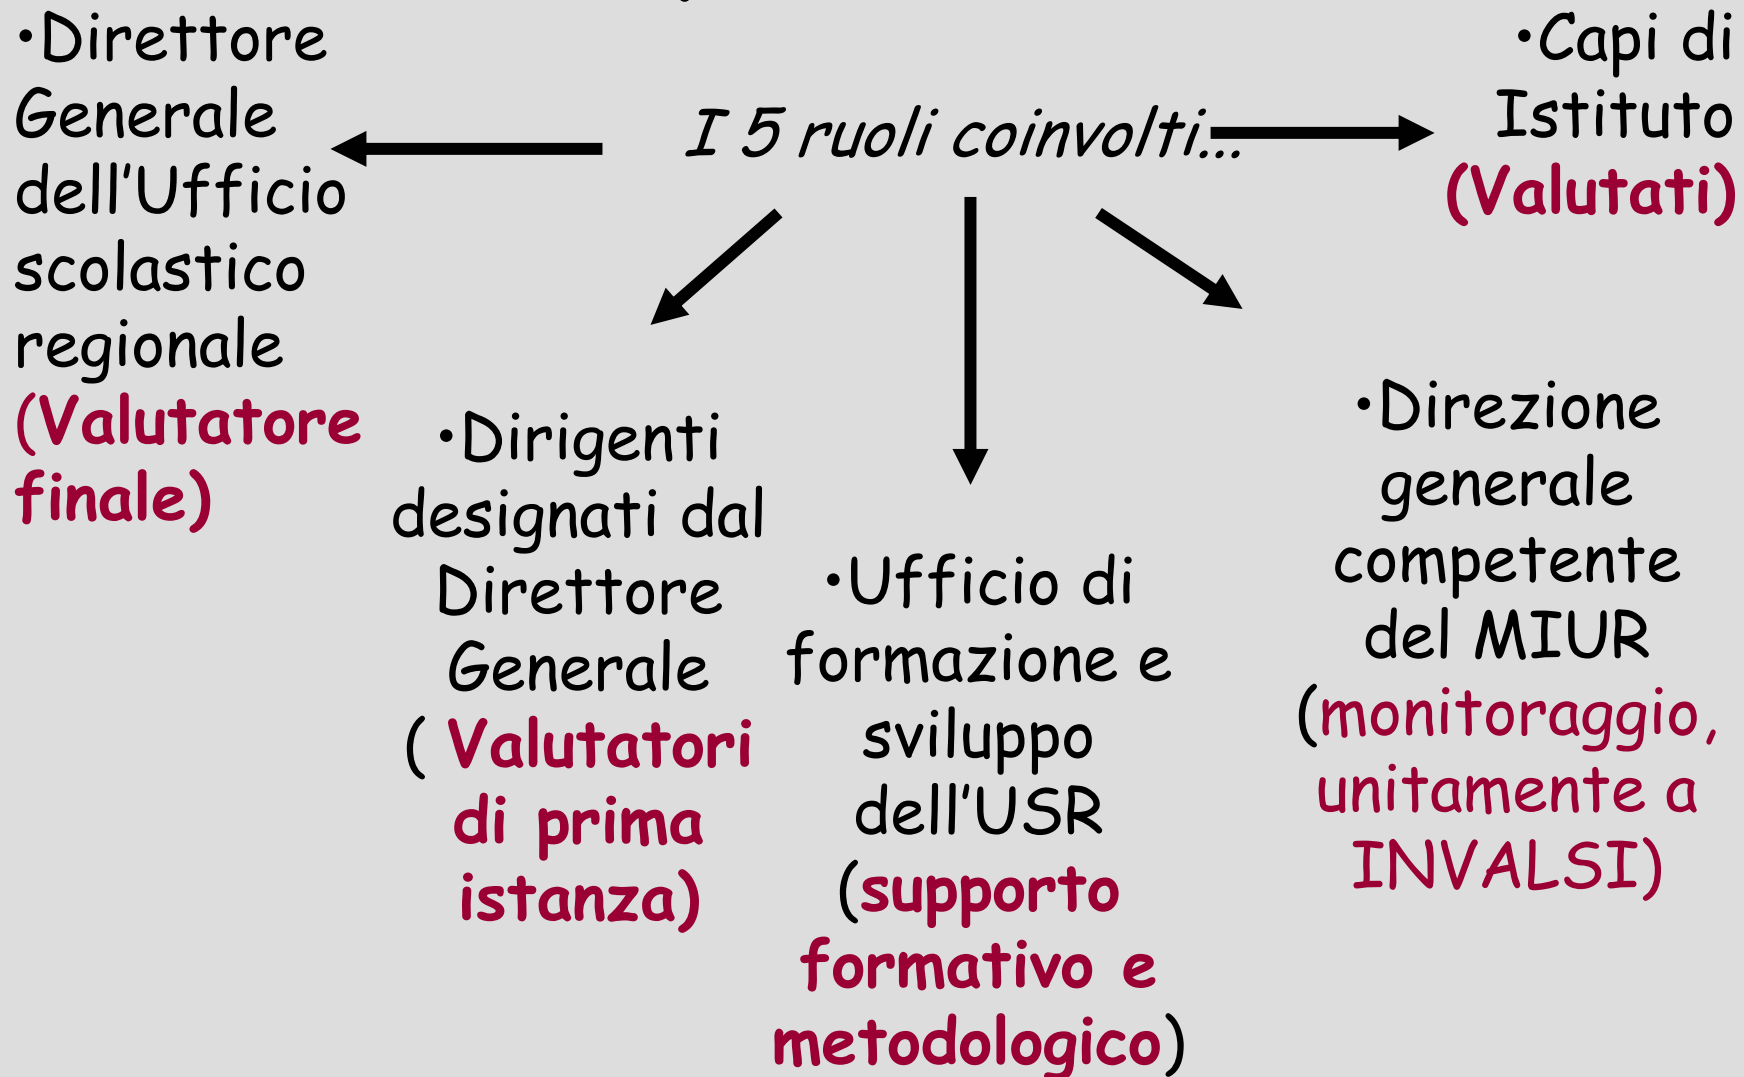 •Direttore
Generale
dell'Ufficio
scolastico
regionale
(Valutatore
finale)
I 5 ruoli coinvolti...
•Capi di
Istituto
(Valutati)
•Dirigenti
designati dal
Direttore
Generale
( Valutatori
di prima
istanza)
•Ufficio di
formazione e
sviluppo
dell'USR
(supporto
formativo e
metodologico)
•Direzione
generale
competente
del MIUR
(monitoraggio,
unitamente a
INVALSI)